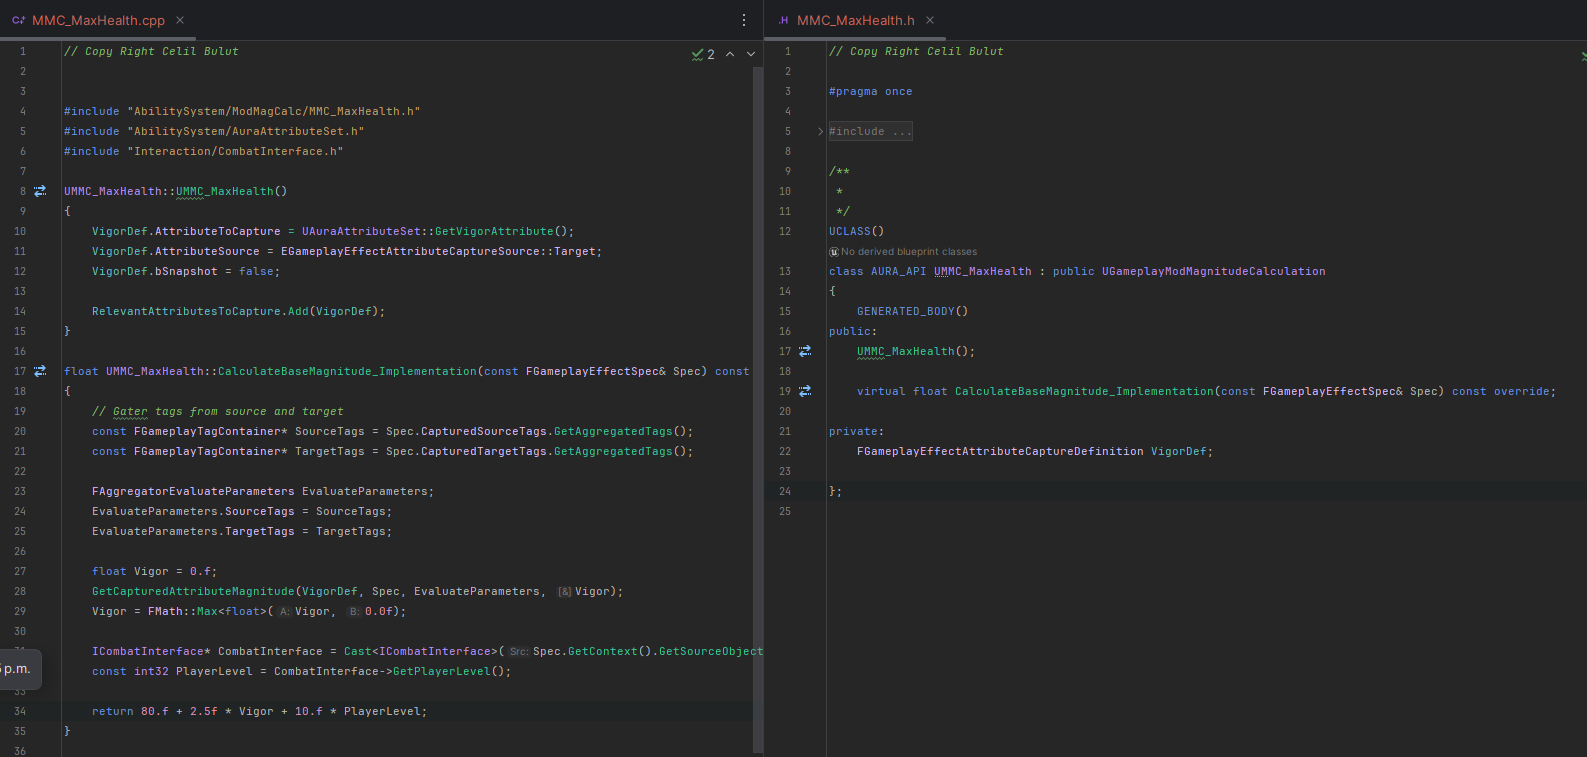 MMC_MaxHealth.cpp
// Copy Right Celil Bulut
2
#include "AbilitySystem/ModMagCalc/MMC_MaxHealth.h"
#include "AbilitySystem/AuraAttributeSet.h"
#include "Interaction/CombatInterface.h"
UMMC_MaxHealth::UMMC_MaxHealth()
{
VigorDef.AttributeToCapture = UAuraAttributeSet::GetVigorAttribute();
VigorDef.AttributeSource = EGameplayEffectAttributeCaptureSource::Target;
VigorDef.bSnapshot = false;
RelevantAttributesToCapture.Add(VigorDef);
}
float UMMC_MaxHealth::CalculateBaseMagnitude_Implementation(const FGameplayEffectSpec& Spec) const
{
// Gater tags from source and target
const FGameplayTagContainer* SourceTags = Spec.CapturedSourceTags.GetAggregatedTags();
const FGameplayTagContainer* TargetTags = Spec.CapturedTargetTags.GetAggregatedTags();
FAggregatorEvaluateParameters EvaluateParameters;
EvaluateParameters.SourceTags = SourceTags;
EvaluateParameters.TargetTags = TargetTags;
float Vigor = 0.f;
GetCapturedAttributeMagnitude(VigorDef, Spec, EvaluateParameters, [&] Vigor);
Vigor = FMath::Max<float>( A: Vigor, B: 0.0f);
ICombatInterface* CombatInterface = Cast<ICombatInterface>( Src: Spec.GetContext().GetSourceObject
const int32 PlayerLevel = CombatInterface->GetPlayerLevel();
return 80.f + 2.5f * Vigor + 10.f * PlayerLevel;
}
p.m.
MMC_MaxHealth.h
// Copy Right Celil Bulut
#pragma once
#include ...
/**
*
*/
UCLASS()
No derived blueprint classes
class AURA_API UMMC_MaxHealth : public UGameplayModMagnitudeCalculation
{
GENERATED_BODY()
public:
UMMC_MaxHealth();
virtual float CalculateBaseMagnitude_Implementation(const FGameplayEffectSpec& Spec) const override;
private:
FGameplayEffectAttributeCaptureDefinition VigorDef;
};